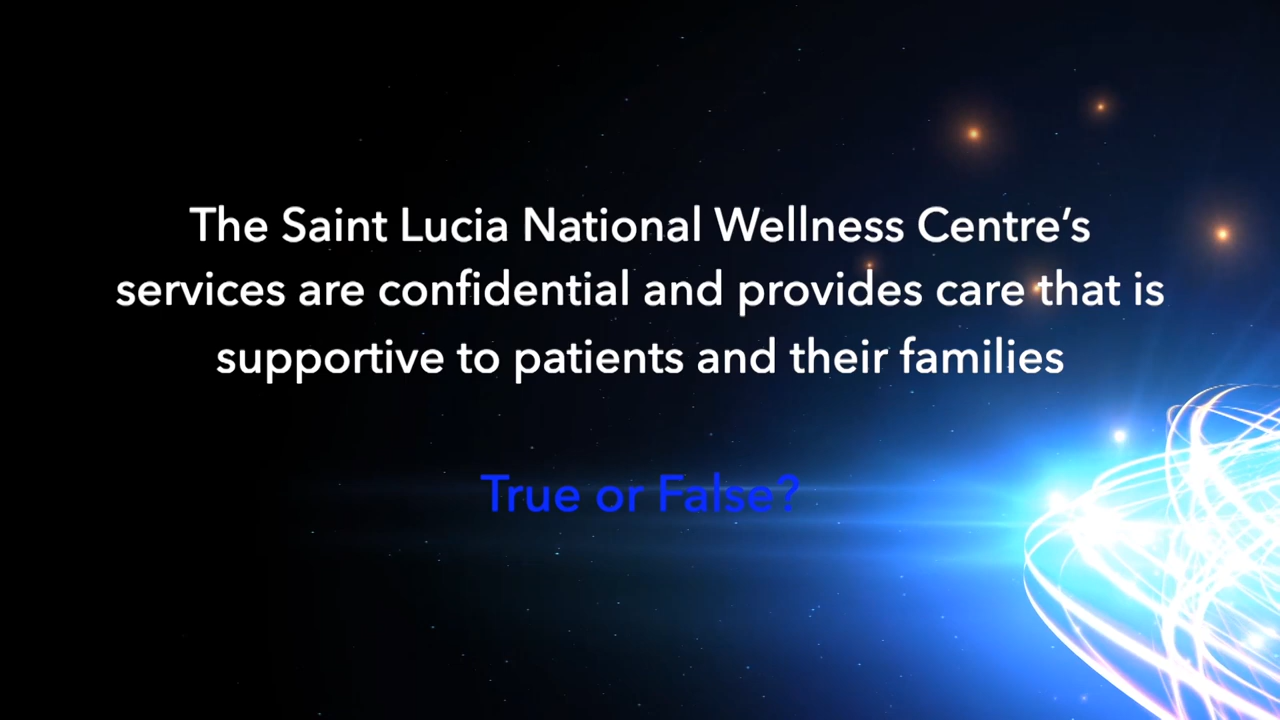 The Saint Lucia National Wellness Centre’s
services are confidential and provides care that is
supportive to patients and their families
True or False?